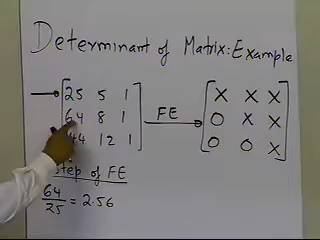 Determinant of Matrix: Example
25 5 1 X X X
64 8 1 FE 0 X X
44 12 1 0 0 X
Step of FE
64/25 = 2.56